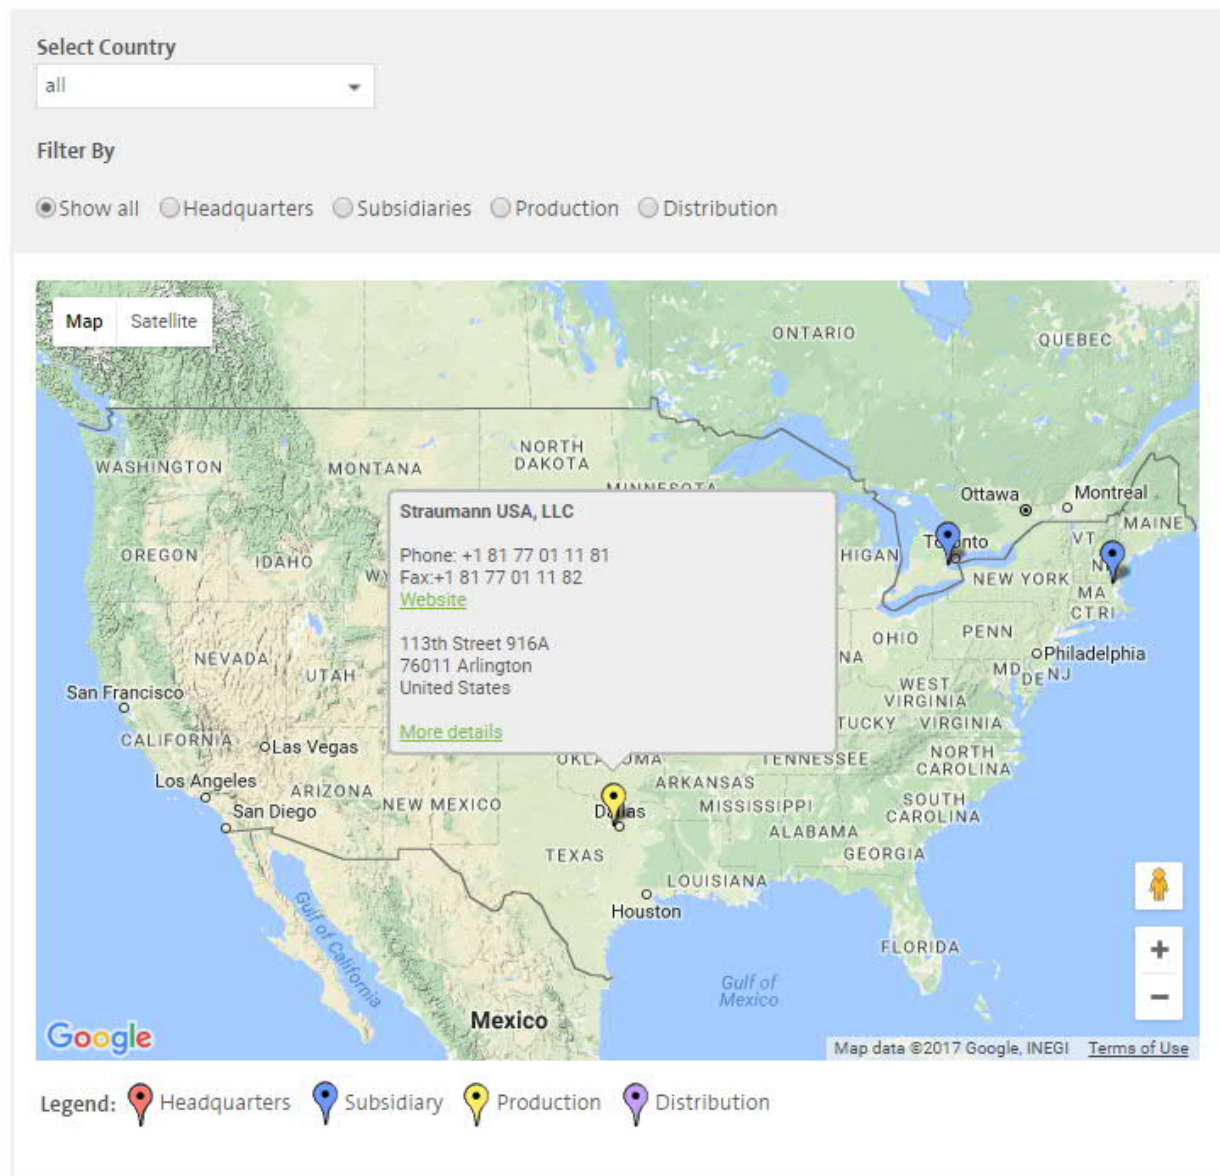 Select Country
all
Filter By
Show all Headquarters Subsidiaries Production Distribution
Map Satellite
ONTARIO
QUEBEC
NORTH
DAKOTA
WASHINGTON
MONTANA
MINNESOTA
Ottawa
Montreal
MAINE
Straumann USA, LLC
Phone: +1 81 77 01 11 81
Fax:+1 81 77 01 11 82
Website
113th Street 916A
76011 Arlington
United States
More details
OREGON
IDAHO
WY
HIGAN
VT
NEW YORK
MA
CT RI
OHIO
PENN
NA
Philadelphia
MD
DE NJ
NEVADA
UTAH
WEST
VIRGINIA
San Francisco
TUCKY
VIRGINIA
CALIFORNIA
Las Vegas
TENNESSEE
NORTH
CAROLINA
Los Angeles
ARIZONA
NEW MEXICO
ARKANSAS
San Diego
MISSISSIPPI
SOUTH
CAROLINA
ALABAMA
TEXAS
GEORGIA
LOUISIANA
Houston
Gulf of California
FLORIDA
Gulf of
Mexico
Mexico
Google
Map data ©2017 Google, INEGI Terms of Use
Legend: Headquarters Subsidiary Production Distribution